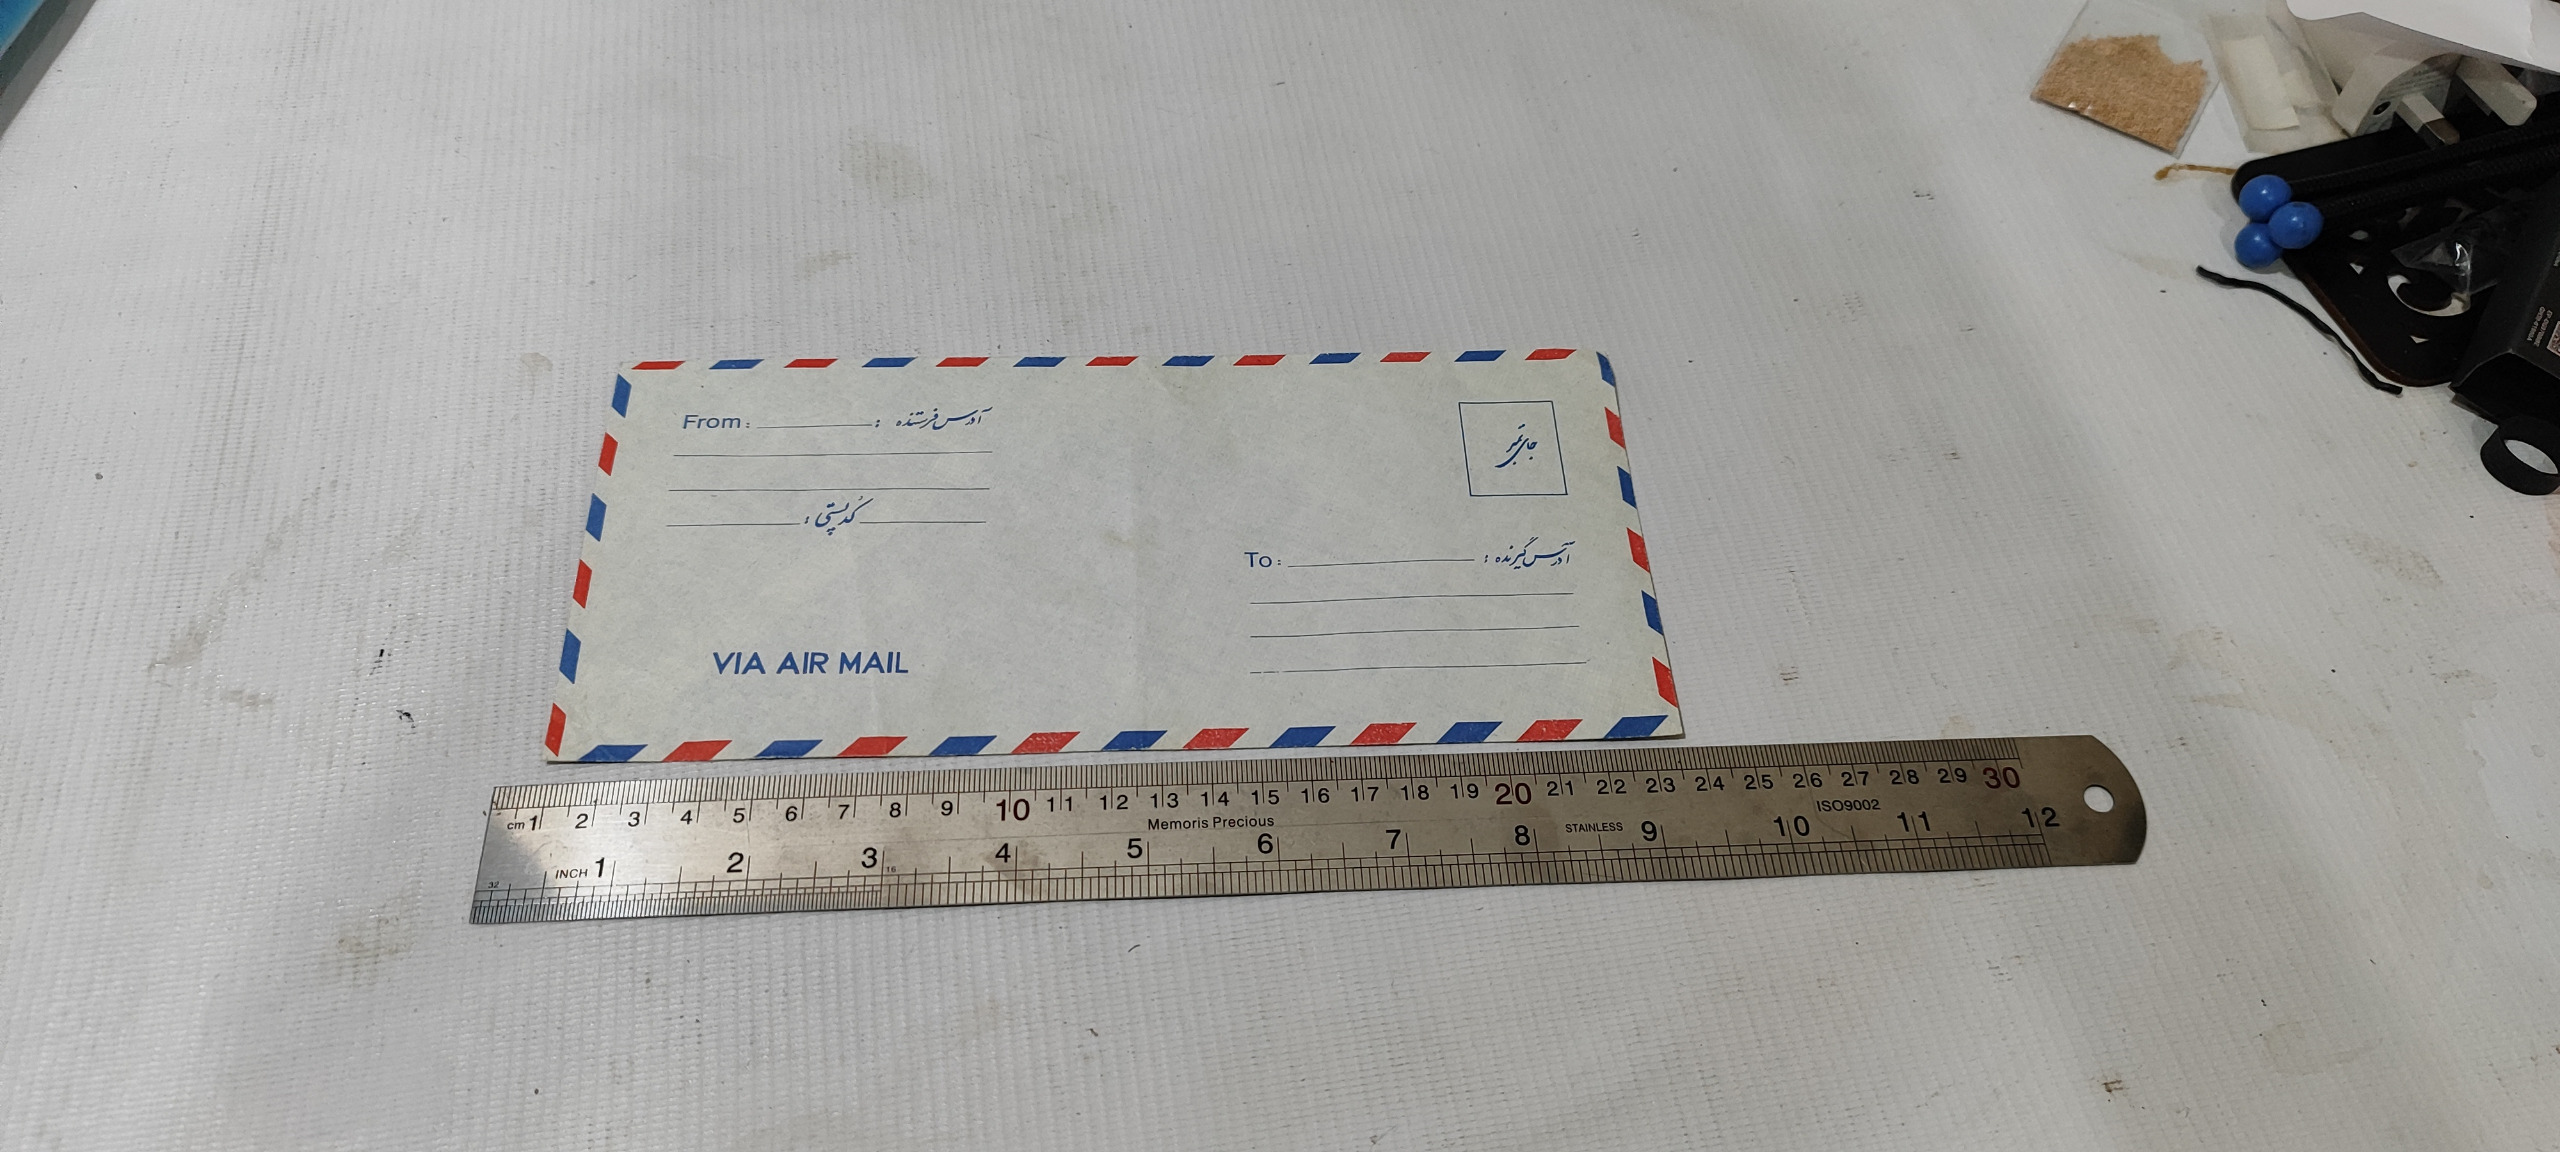 From: آدرس فرستنده :
جای تمبر
کدپستی :
To: آدرس گیرنده :
VIA AIR MAIL
cm 1 2 3 4 5 6 7 8 9 10 11 12 13 14 15 16 17 18 19 20 21 22 23 24 25 26 27 28 29 30
Memoris Precious
ISO9002
STAINLESS
INCH 1 2 3 4 5 6 7 8 9 10 11 12
32
16